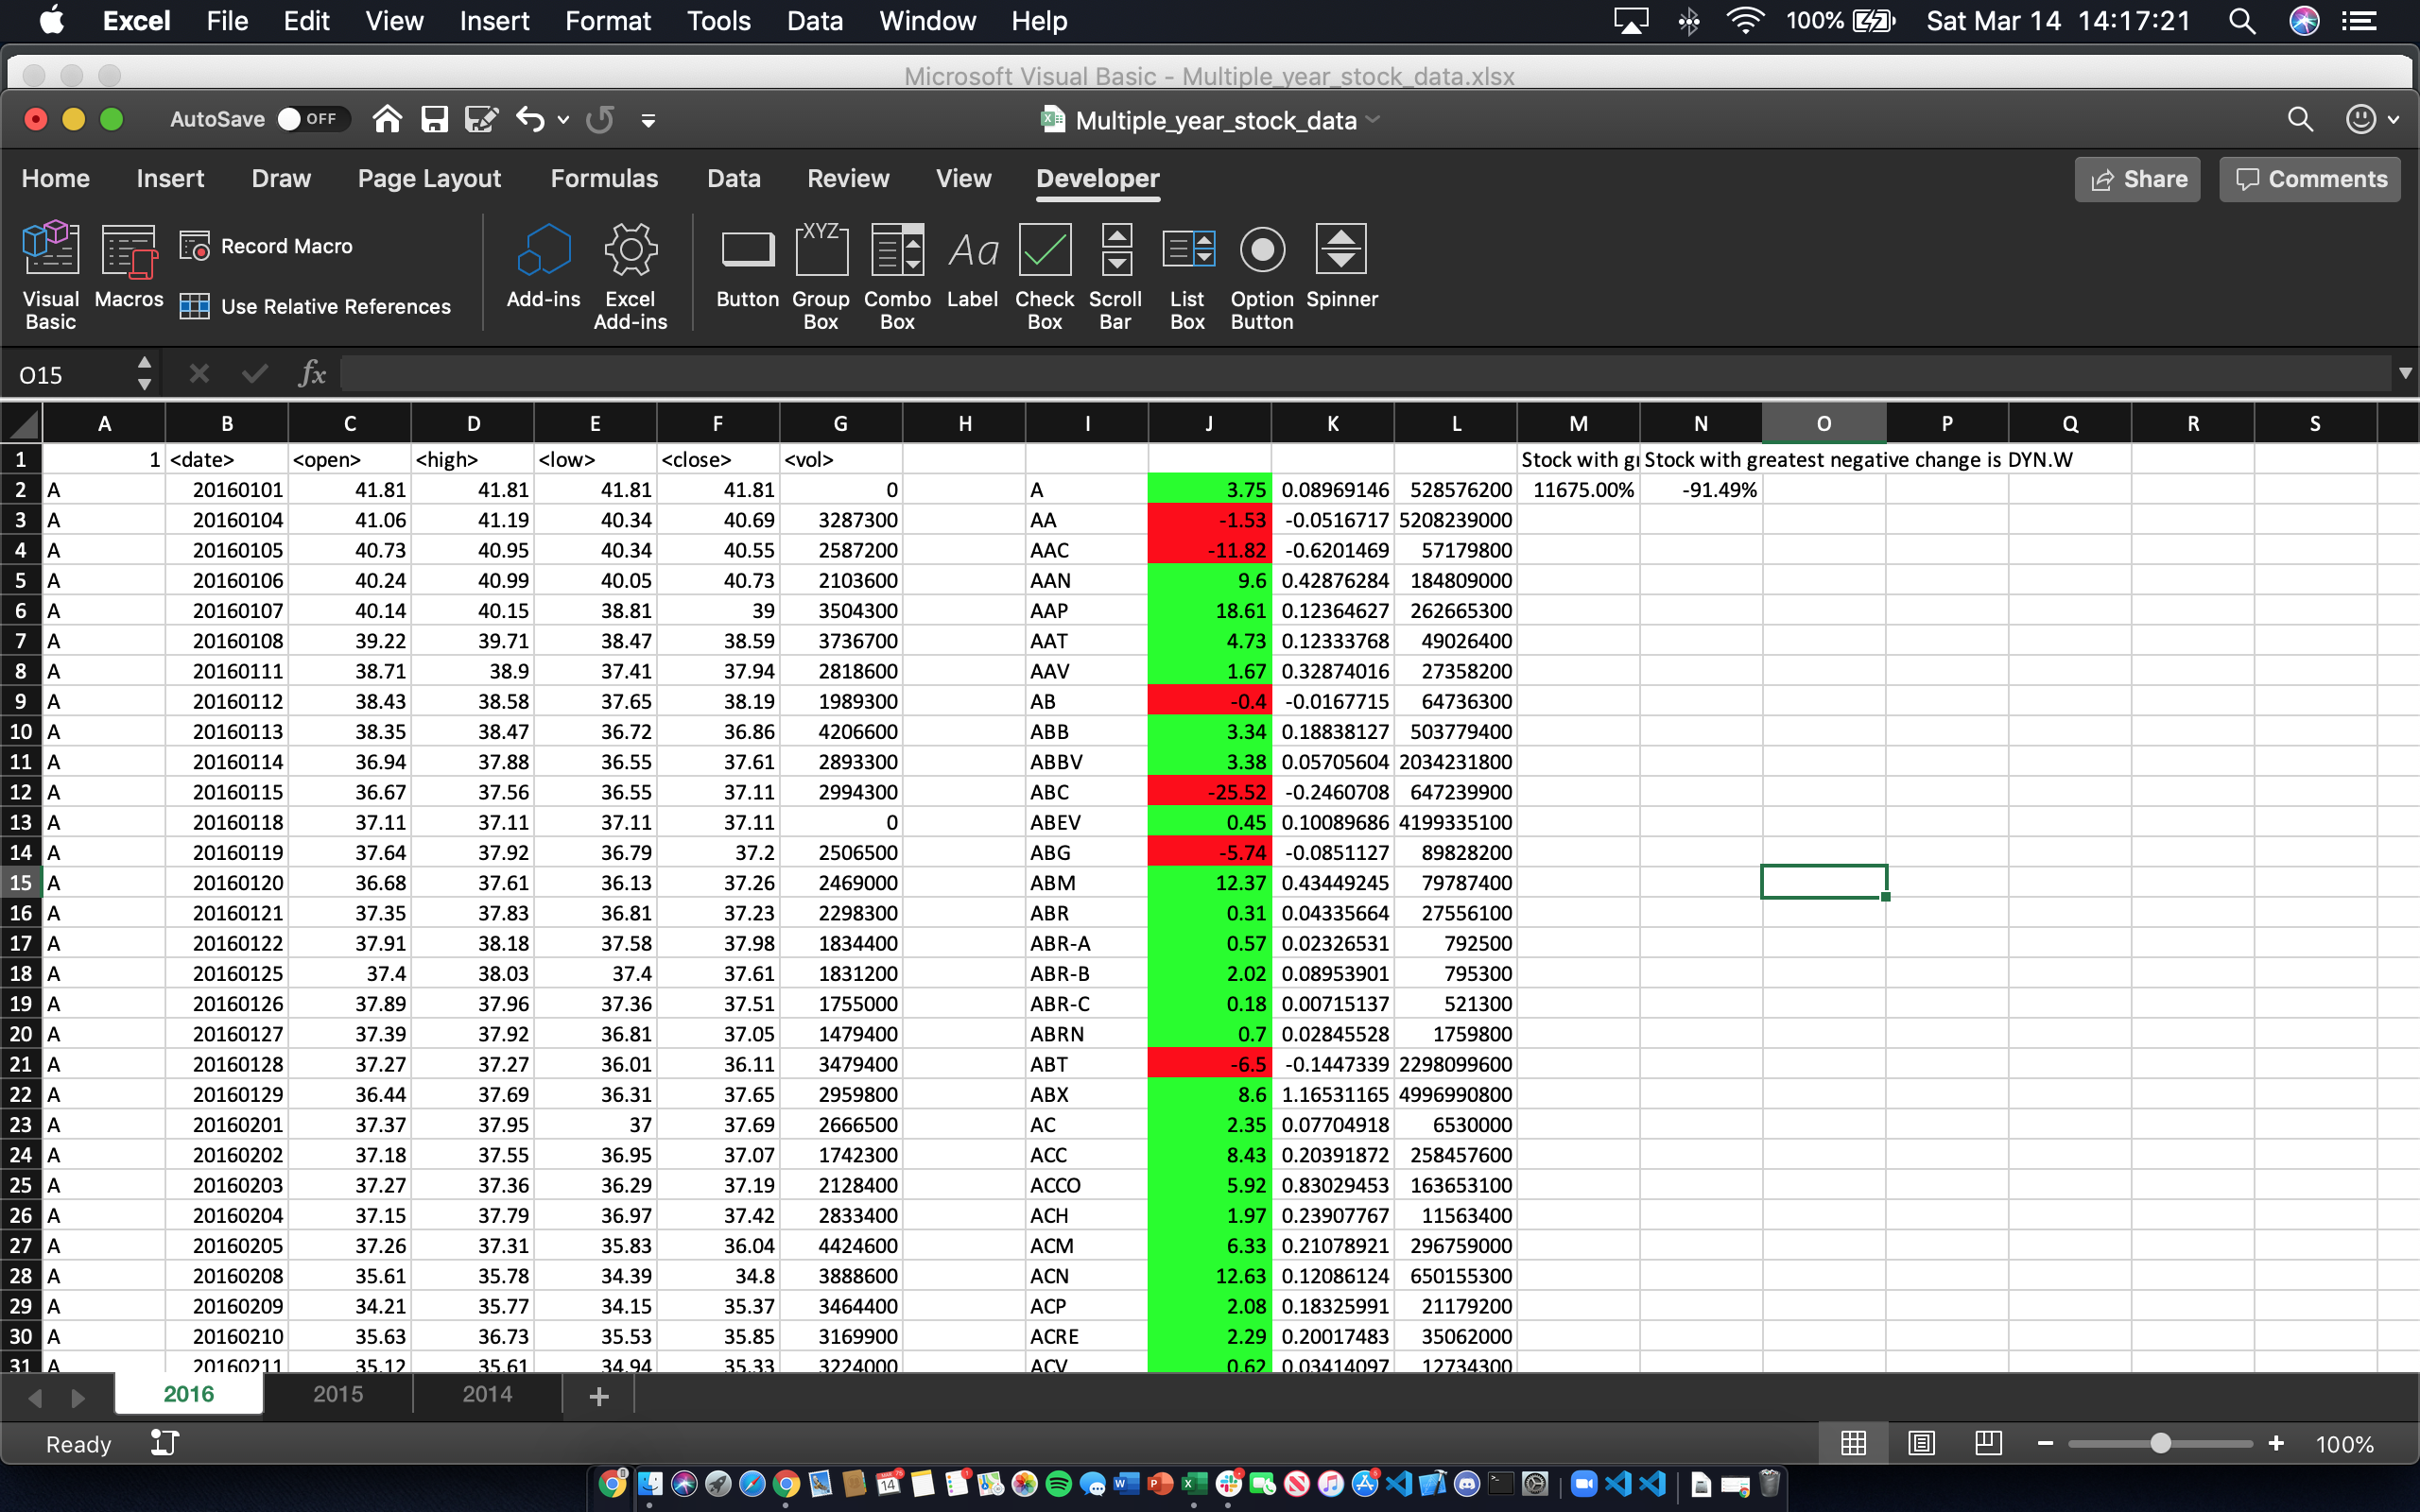 Excel File Edit View Insert Format Tools Data Window Help 100% Sat Mar 14 14:17:21
Microsoft Visual Basic - Multiple_year_stock_data.xlsx
AutoSave OFF Multiple_year_stock_data
Home Insert Draw Page Layout Formulas Data Review View Developer Share Comments
Visual Basic Macros Record Macro Use Relative References Add-ins Excel Add-ins Button XYZ Group Box Combo Box Aa Label Check Box Scroll Bar List Box Option Button Spinner
O15 fx
A B C D E F G H I J K L M N O P Q R S
1 1 <date> <open> <high> <low> <close> <vol> Stock with Stock with greatest negative change is DYN.W
2 A 20160101 41.81 41.81 41.81 41.81 0 A 3.75 0.08969146 528576200 11675.00% -91.49%
3 A 20160104 41.06 41.19 40.34 40.69 3287300 AA -1.53 -0.0516717 5208239000
4 A 20160105 40.73 40.95 40.34 40.55 2587200 AAC -11.82 -0.6201469 57179800
5 A 20160106 40.24 40.99 40.05 40.73 2103600 AAN 9.6 0.42876284 184809000
6 A 20160107 40.14 40.15 38.81 39 3504300 AAP 18.61 0.12364627 262665300
7 A 20160108 39.22 39.71 38.47 38.59 3736700 AAT 4.73 0.12333768 49026400
8 A 20160111 38.71 38.9 37.41 37.94 2818600 AAV 1.67 0.32874016 27358200
9 A 20160112 38.43 38.58 37.65 38.19 1989300 AB -0.4 -0.0167715 64736300
10 A 20160113 38.35 38.47 36.72 36.86 4206600 ABB 3.34 0.18838127 503779400
11 A 20160114 36.94 37.88 36.55 37.61 2893300 ABBV 3.38 0.05705604 2034231800
12 A 20160115 36.67 37.56 36.55 37.11 2994300 ABC -25.52 -0.2460708 647239900
13 A 20160118 37.11 37.11 37.11 37.11 0 ABEV 0.45 0.10089686 4199335100
14 A 20160119 37.64 37.92 36.79 37.2 2506500 ABG -5.74 -0.0851127 89828200
15 A 20160120 36.68 37.61 36.13 37.26 2469000 ABM 12.37 0.43449245 79787400
16 A 20160121 37.35 37.83 36.81 37.23 2298300 ABR 0.31 0.04335664 27556100
17 A 20160122 37.91 38.18 37.58 37.98 1834400 ABR-A 0.57 0.02326531 792500
18 A 20160125 37.4 38.03 37.4 37.61 1831200 ABR-B 2.02 0.08953901 795300
19 A 20160126 37.89 37.96 37.36 37.51 1755000 ABR-C 0.18 0.00715137 521300
20 A 20160127 37.39 37.92 36.81 37.05 1479400 ABRN 0.7 0.02845528 1759800
21 A 20160128 37.27 37.27 36.01 36.11 3479400 ABT -6.5 -0.1447339 2298099600
22 A 20160129 36.44 37.69 36.31 37.65 2959800 ABX 8.6 1.16531165 4996990800
23 A 20160201 37.37 37.95 37 37.69 2666500 AC 2.35 0.07704918 6530000
24 A 20160202 37.18 37.55 36.95 37.07 1742300 ACC 8.43 0.20391872 258457600
25 A 20160203 37.27 37.36 36.29 37.19 2128400 ACCO 5.92 0.83029453 163653100
26 A 20160204 37.15 37.79 36.97 37.42 2833400 ACH 1.97 0.23907767 11563400
27 A 20160205 37.26 37.31 35.83 36.04 4424600 ACM 6.33 0.21078921 296759000
28 A 20160208 35.61 35.78 34.39 34.8 3888600 ACN 12.63 0.12086124 650155300
29 A 20160209 34.21 35.77 34.15 35.37 3464400 ACP 2.08 0.18325991 21179200
30 A 20160210 35.63 36.73 35.53 35.85 3169900 ACRE 2.29 0.20017483 35062000
31 A 20160211 35.12 35.61 34.94 35.33 3224000 ACV 0.62 0.03414097 12734300
2016 2015 2014
Ready 100%
14